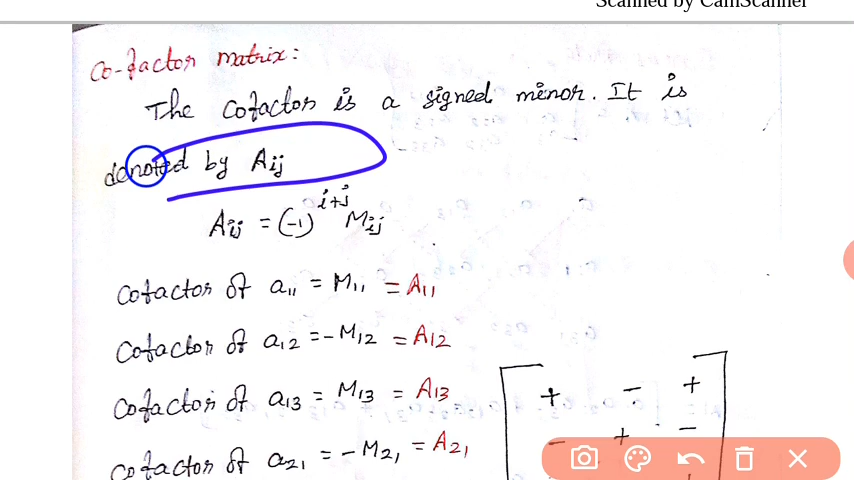 Scanned by CamScanner
Co-factor matrix:
The Cofactor is a signed minor. It is
denoted by Aij
Aij = (-1)^i+j Mij
Cofactor of a11 = M11 = A11
Cofactor of a12 = -M12 = A12
Cofactor of a13 = M13 = A13
Cofactor of a21 = -M21 = A21
+ - +
- + -